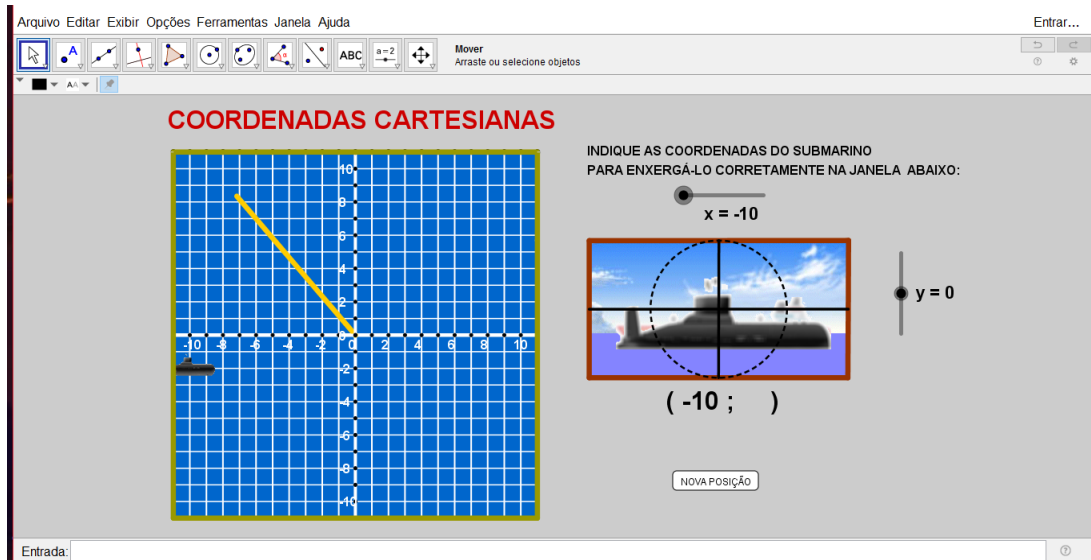 Arquivo Editar Exibir Opções Ferramentas Janela Ajuda
Entrar...
A
α
ABC
a=2
Mover
Arraste ou selecione objetos
AA
COORDENADAS CARTESIANAS
INDIQUE AS COORDENADAS DO SUBMARINO
PARA ENXERGÁ-LO CORRETAMENTE NA JANELA ABAIXO:
x = -10
y = 0
10
8
6
4
2
0
-10 -8 -6 -4 -2 0 2 4 6 8 10
-2
-4
-6
-8
-10
( -10 ; )
NOVA POSIÇÃO
Entrada: